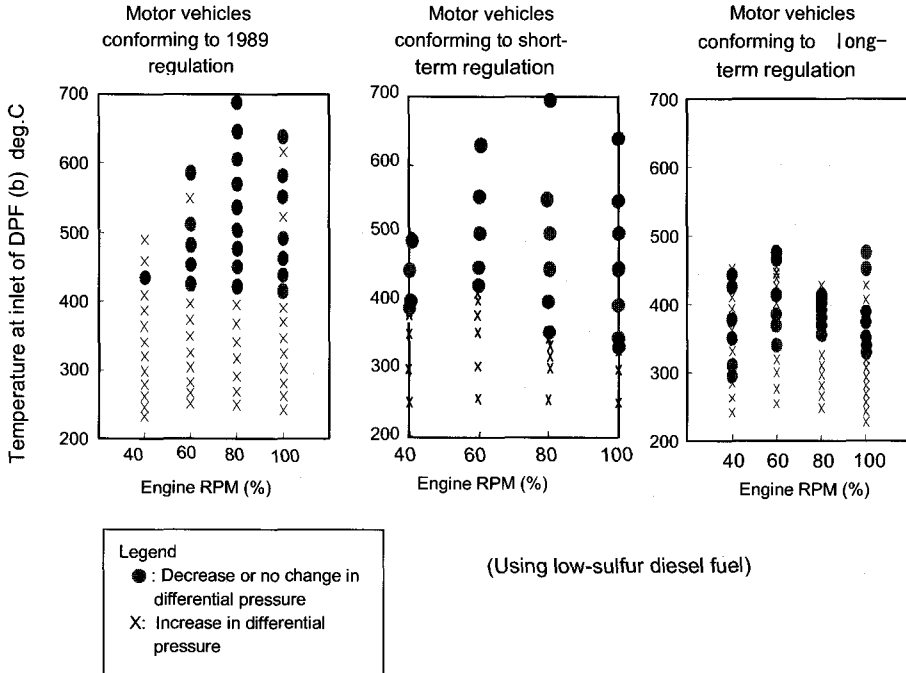 Motor vehicles
conforming to 1989
regulation
Motor vehicles
conforming to short-
term regulation
Motor vehicles
conforming to long-
term regulation
Temperature at inlet of DPF (b) deg.C
700
600
500
400
300
200
40 60 80 100
Engine RPM (%)
700
600
500
400
300
200
40 60 80 100
Engine RPM (%)
700
600
500
400
300
200
40 60 80 100
Engine RPM (%)
Legend
●: Decrease or no change in
differential pressure
X: Increase in differential
pressure
(Using low-sulfur diesel fuel)